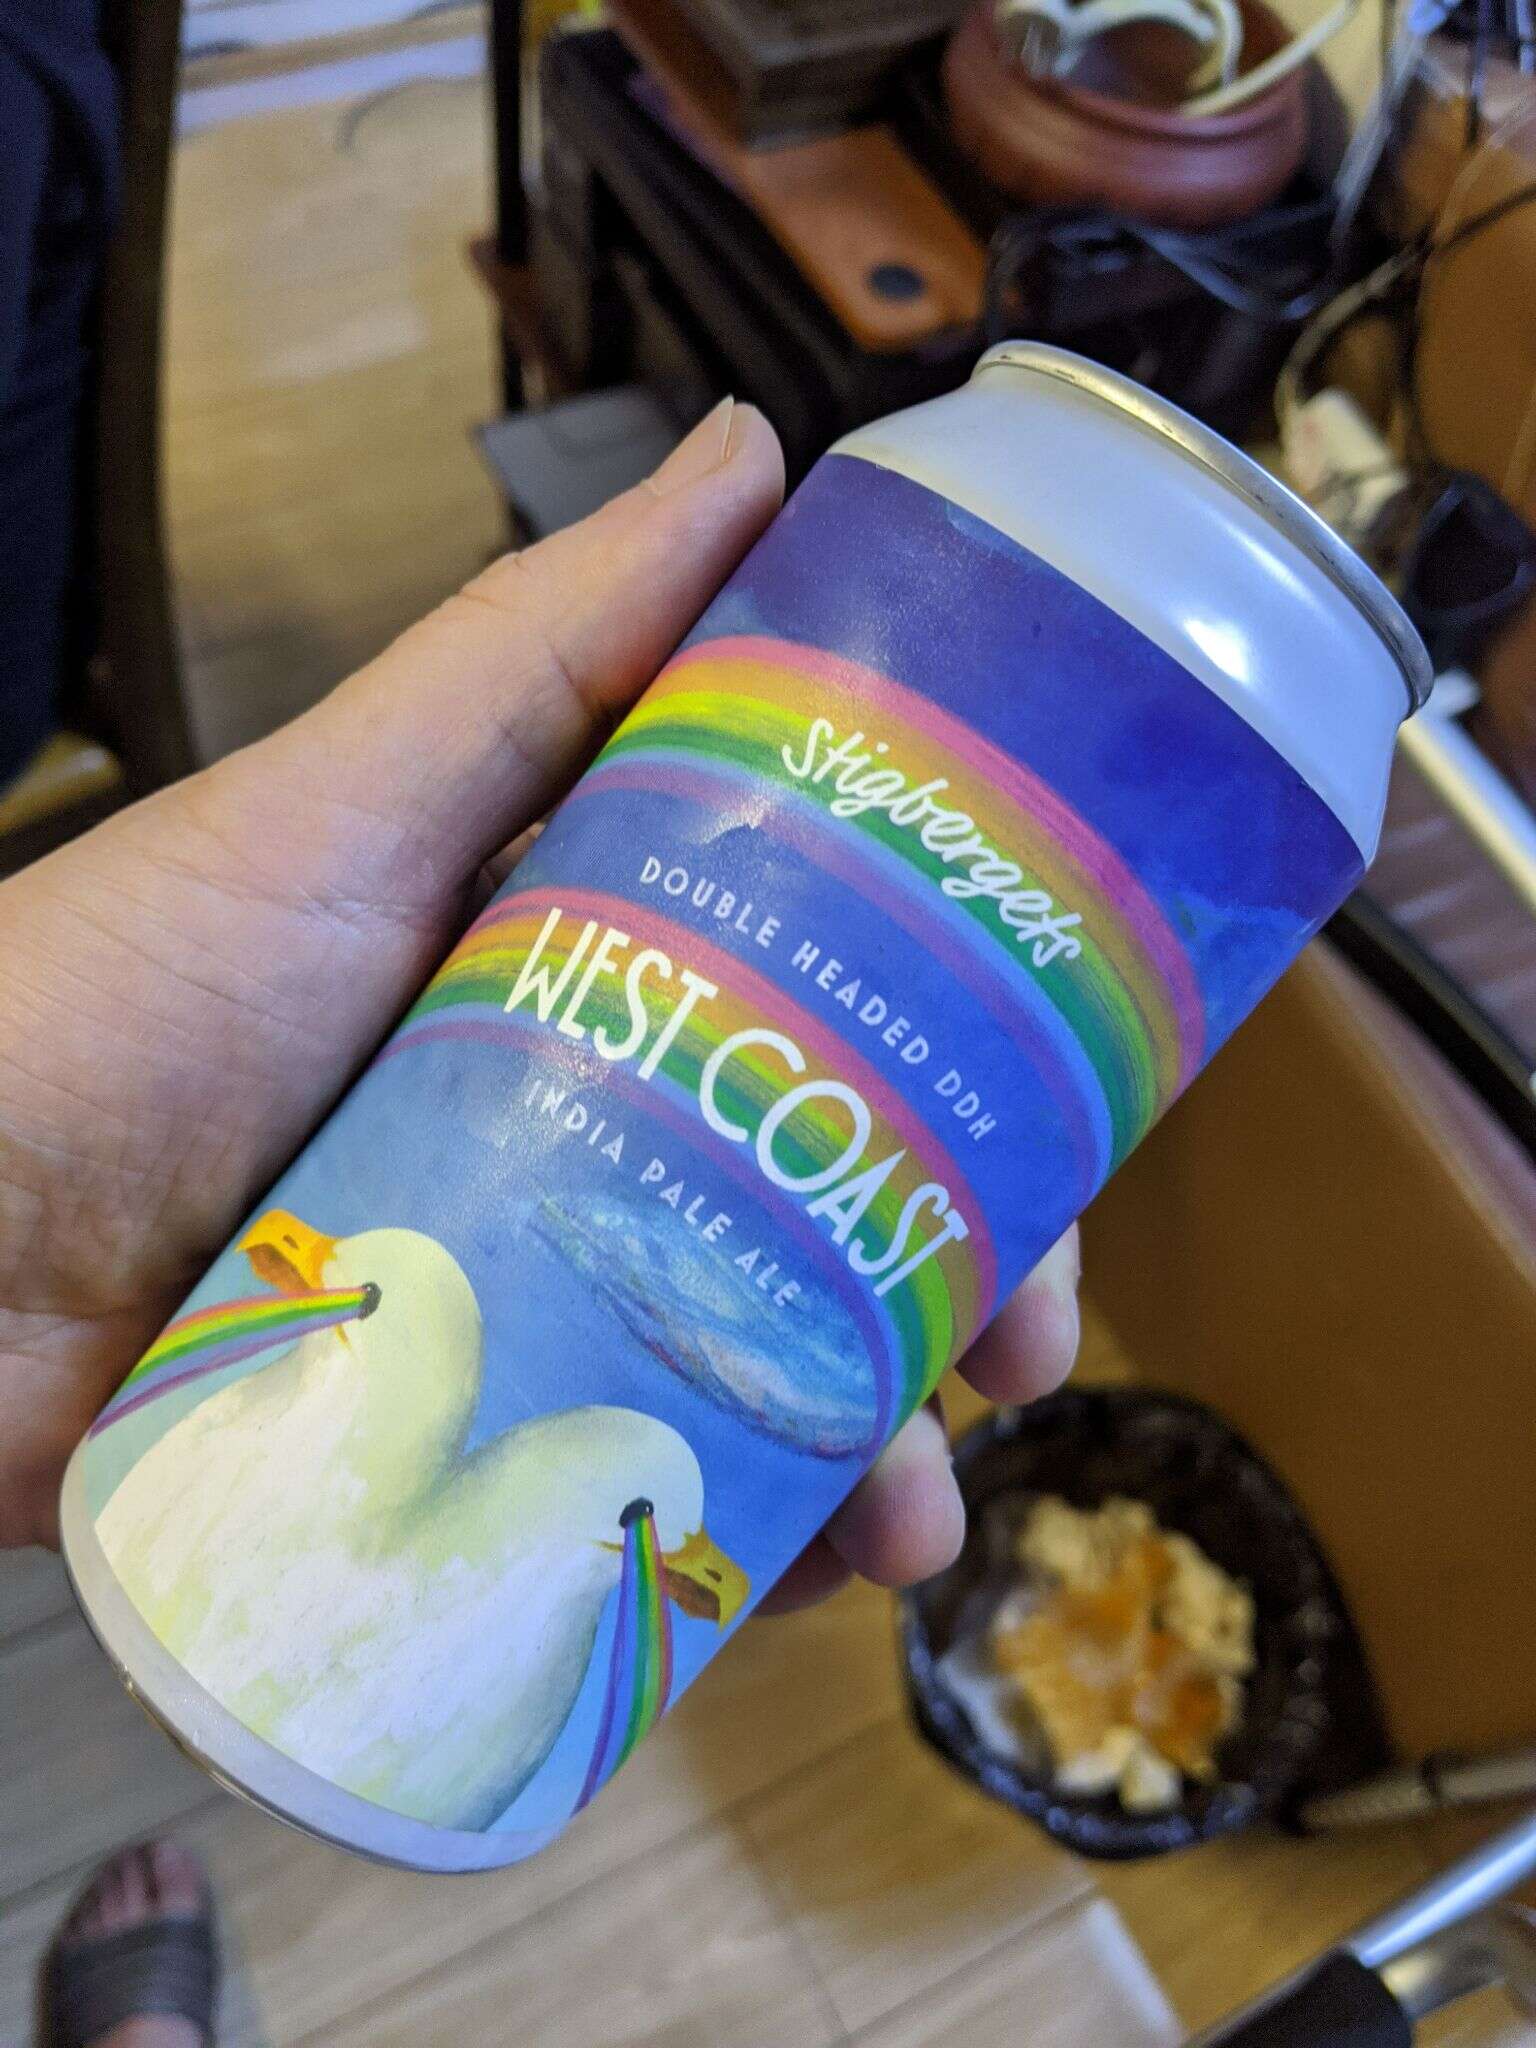 Stigbergets
DOUBLE HEADED DDH
WEST COAST
INDIA PALE ALE